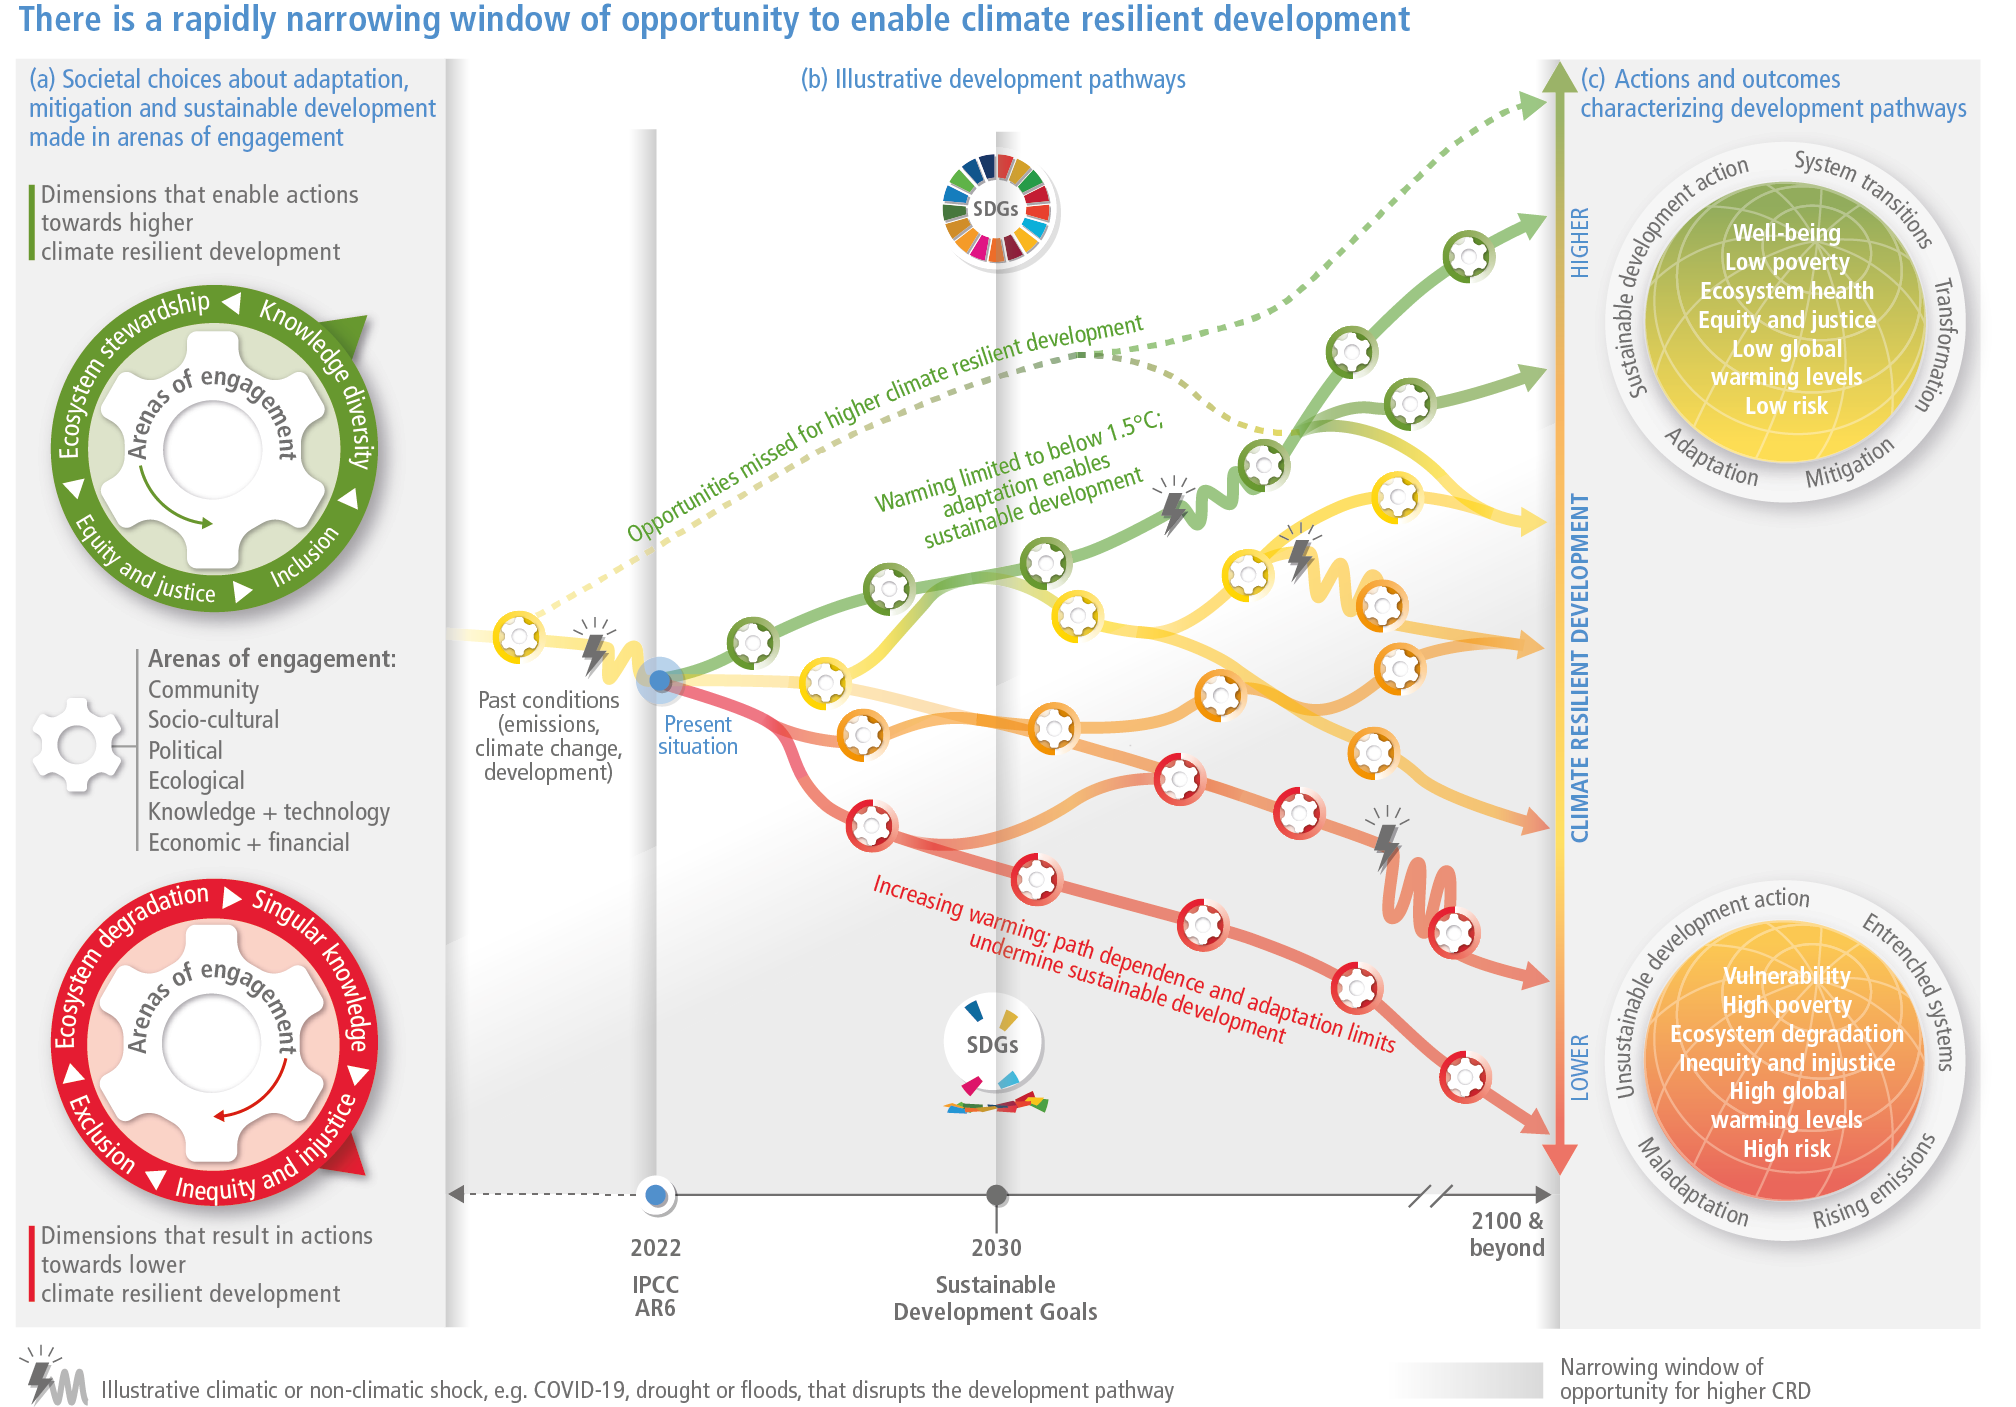 There is a rapidly narrowing window of opportunity to enable climate resilient development
(a) Societal choices about adaptation,
mitigation and sustainable development
made in arenas of engagement
Dimensions that enable actions
towards higher
climate resilient development
Ecosystem stewardship
Knowledge diversity
Inclusion
Equity and justice
Arenas of engagement
Arenas of engagement:
Community
Socio-cultural
Political
Ecological
Knowledge + technology
Economic + financial
Ecosystem degradation
Singular knowledge
Inequity and injustice
Exclusion
Arenas of engagement
Dimensions that result in actions
towards lower
climate resilient development
(b) Illustrative development pathways
SDGs
Opportunities missed for higher climate resilient development
Warming limited to below 1.5°C;
adaptation enables
sustainable development
Past conditions
(emissions,
climate change,
development)
Present
situation
Increasing warming; path dependence and adaptation limits
undermine sustainable development
SDGs
2022
IPCC
AR6
2030
Sustainable
Development Goals
2100 &
beyond
HIGHER
CLIMATE RESILIENT DEVELOPMENT
LOWER
(c) Actions and outcomes
characterizing development pathways
Sustainable development action
System transitions
Transformation
Mitigation
Adaptation
Well-being
Low poverty
Ecosystem health
Equity and justice
Low global
warming levels
Low risk
Unsustainable development action
Entrenched systems
Rising emissions
Maladaptation
Vulnerability
High poverty
Ecosystem degradation
Inequity and injustice
High global
warming levels
High risk
Illustrative climatic or non-climatic shock, e.g. COVID-19, drought or floods, that disrupts the development pathway
Narrowing window of
opportunity for higher CRD